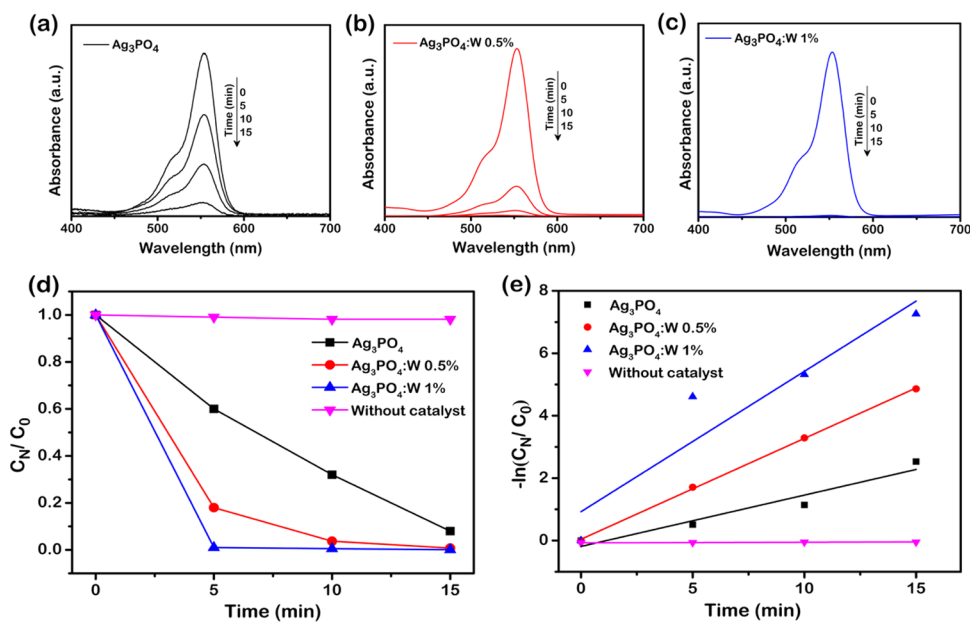 (a)
Ag₃PO₄
Time (min)
0
5
10
15
Absorbance (a.u.)
400 500 600 700
Wavelength (nm)
(b)
Ag₃PO₄:W 0.5%
Time (min)
0
5
10
15
Absorbance (a.u.)
400 500 600 700
Wavelength (nm)
(c)
Ag₃PO₄:W 1%
Time (min)
0
5
10
15
Absorbance (a.u.)
400 500 600 700
Wavelength (nm)
(d)
1.0
0.8
0.6
0.4
0.2
0.0
C_N/ C₀
Ag₃PO₄
Ag₃PO₄:W 0.5%
Ag₃PO₄:W 1%
Without catalyst
0 5 10 15
Time (min)
(e)
-8
-6
-4
-2
0
-ln(C_N/ C₀)
Ag₃PO₄
Ag₃PO₄:W 0.5%
Ag₃PO₄:W 1%
Without catalyst
0 5 10 15
Time (min)